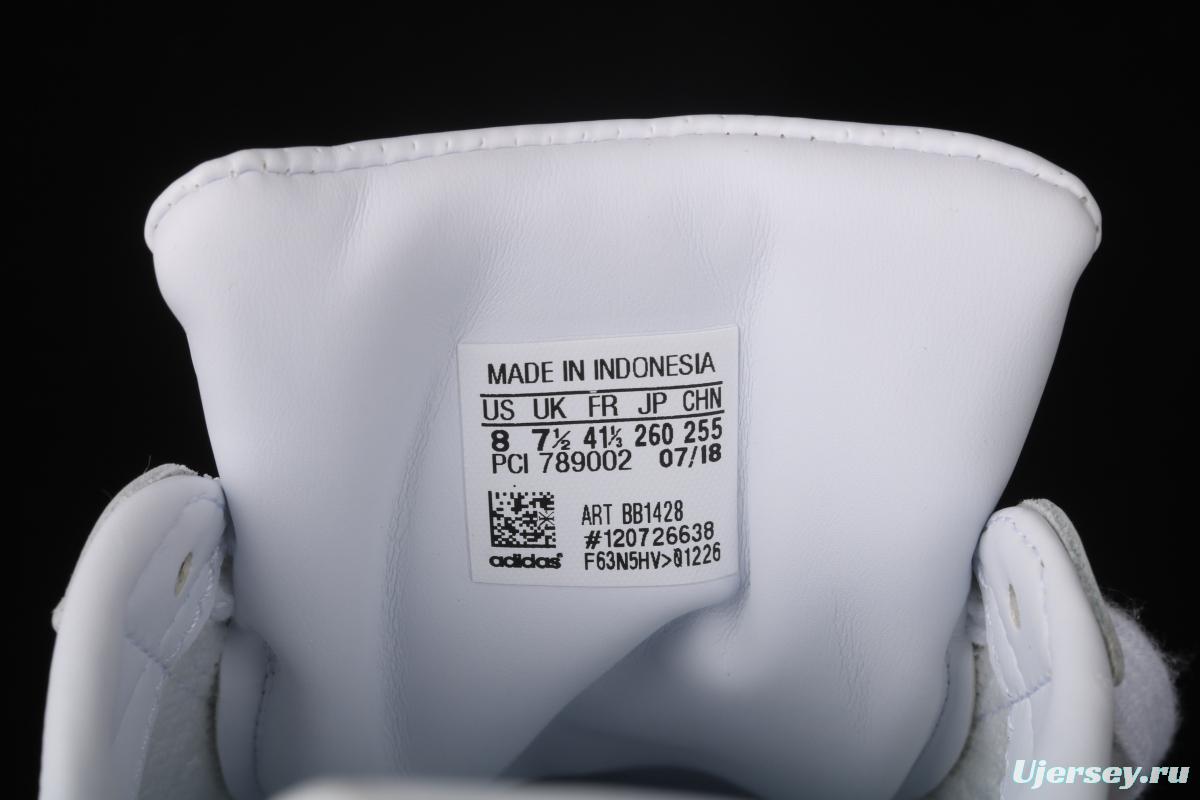 MADE IN INDONESIA
US UK FR JP CHN
8 7½ 41⅓ 260 255
PCI 789002 07/18
ART BB1428
#120726638
adidas F63N5HV>Q1226
Ujersey.ru